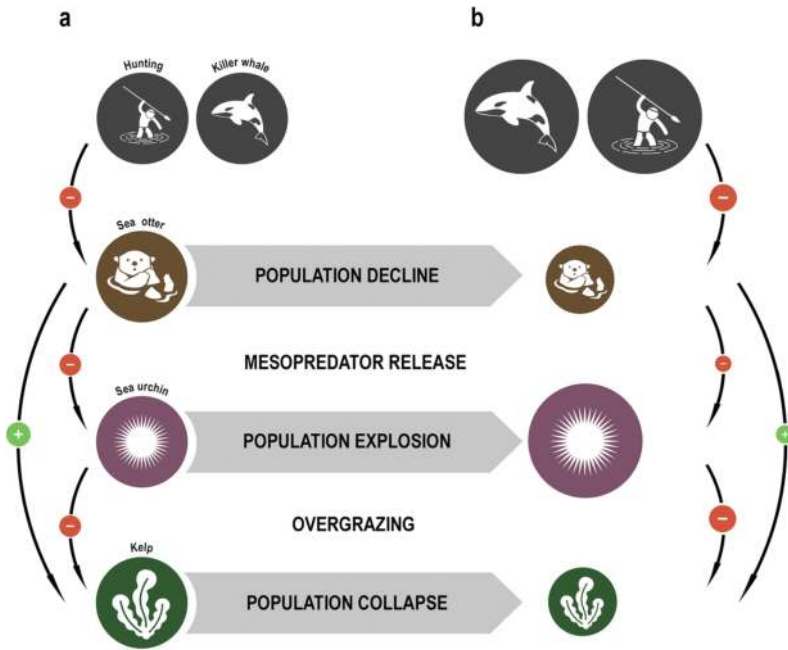 a
b
Hunting
Killer whale
−
−
Sea otter
POPULATION DECLINE
−
MESOPREDATOR RELEASE
−
Sea urchin
+
POPULATION EXPLOSION
+
−
OVERGRAZING
−
Kelp
POPULATION COLLAPSE